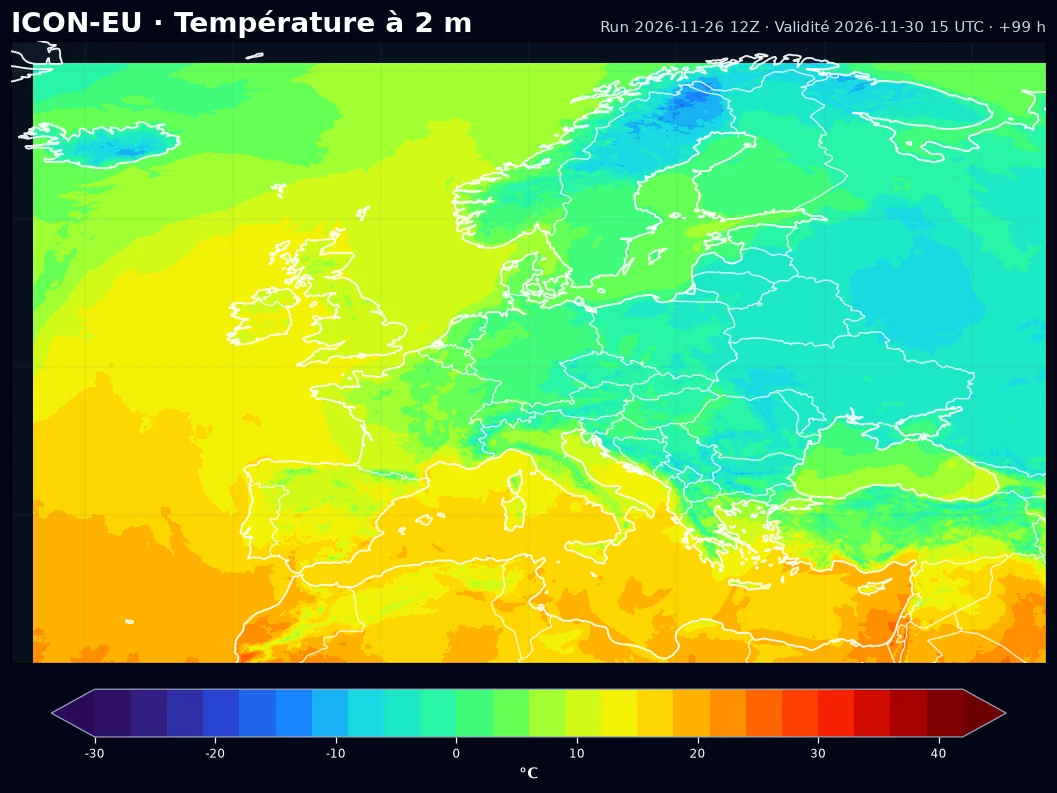 ICON-EU · Température à 2 m
Run 2026-11-26 12Z · Validité 2026-11-30 15 UTC · +99 h
-30 -20 -10 0 10 20 30 40
°C